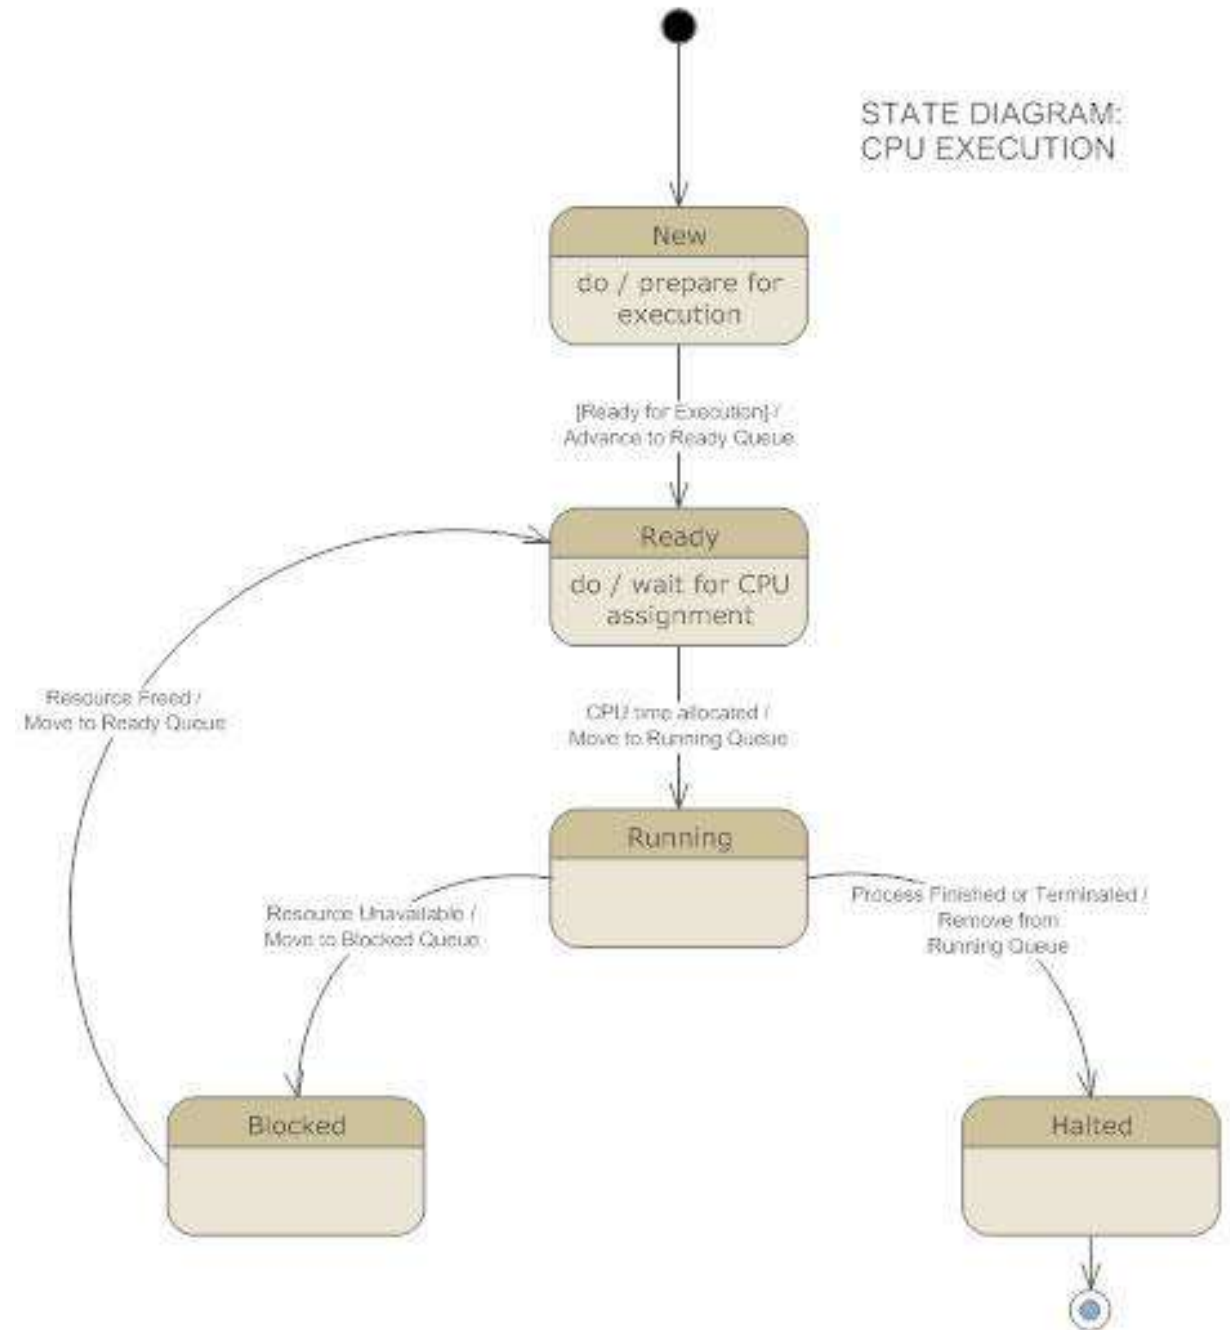 STATE DIAGRAM:
CPU EXECUTION
New
do / prepare for
execution
[Ready for Execution] /
Advance to Ready Queue
Ready
do / wait for CPU
assignment
Resource Freed /
Move to Ready Queue
CPU time allocated /
Move to Running Queue
Running
Resource Unavailable /
Move to Blocked Queue
Process Finished or Terminated /
Remove from
Running Queue
Blocked
Halted